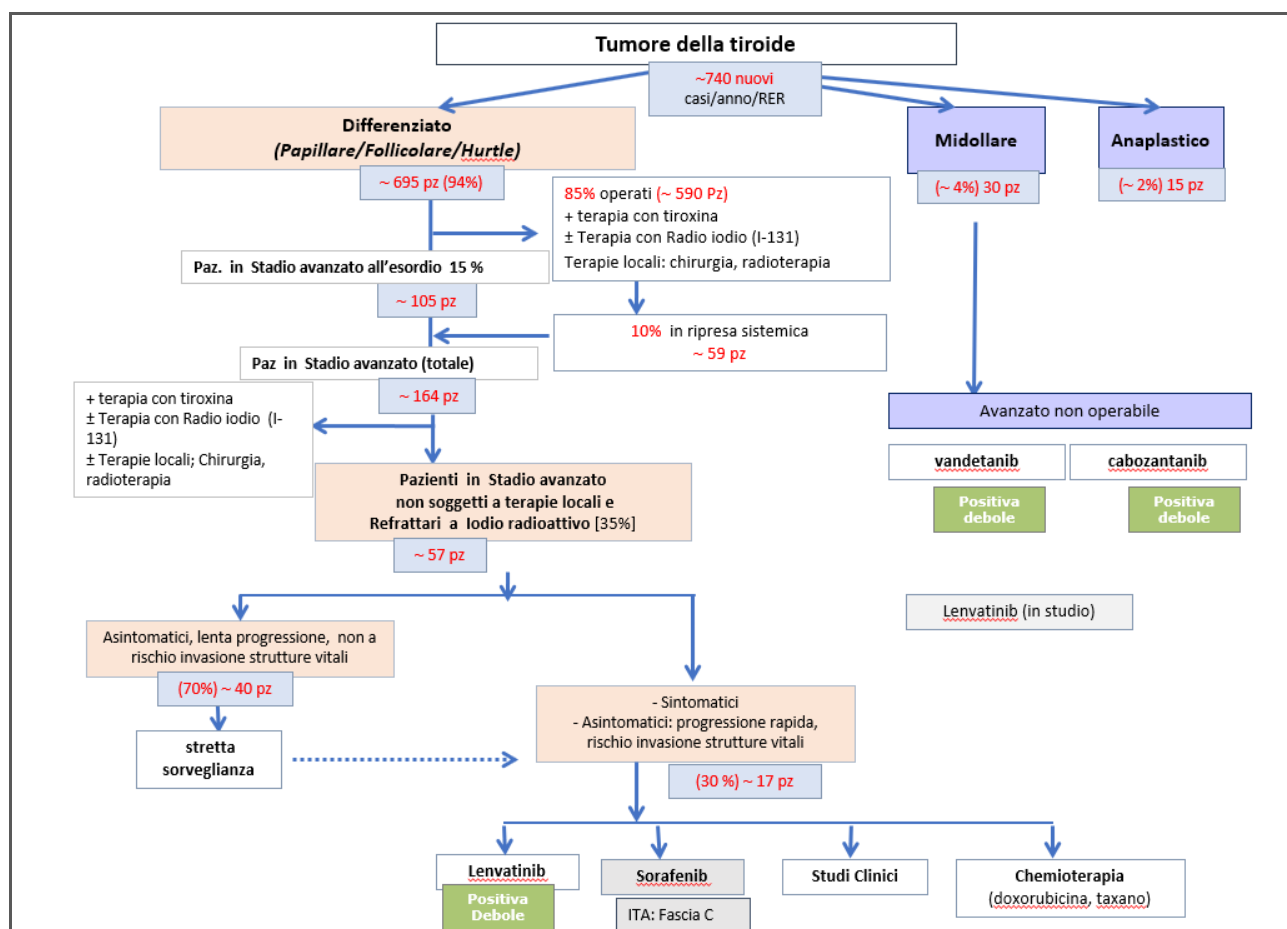 Tumore della tiroide
~740 nuovi
casi/anno/RER
Differenziato
(Papillare/Follicolare/Hurtle)
~ 695 pz (94%)
Midollare
(~ 4%) 30 pz
Anaplastico
(~ 2%) 15 pz
85% operati (~ 590 Pz)
+ terapia con tiroxina
± Terapia con Radio iodio (I-131)
Terapie locali: chirurgia, radioterapia
Paz. in Stadio avanzato all'esordio 15 %
~ 105 pz
10% in ripresa sistemica
~ 59 pz
Paz in Stadio avanzato (totale)
~ 164 pz
+ terapia con tiroxina
± Terapia con Radio iodio (I-
131)
± Terapie locali; Chirurgia,
radioterapia
Avanzato non operabile
vandetanib
cabozantanib
Positiva
debole
Positiva
debole
Pazienti in Stadio avanzato
non soggetti a terapie locali e
Refrattari a Iodio radioattivo [35%]
~ 57 pz
Lenvatinib (in studio)
Asintomatici, lenta progressione, non a
rischio invasione strutture vitali
(70%) ~ 40 pz
stretta
sorveglianza
- Sintomatici
- Asintomatici: progressione rapida,
rischio invasione strutture vitali
(30 %) ~ 17 pz
Lenvatinib
Positiva
Debole
Sorafenib
ITA: Fascia C
Studi Clinici
Chemioterapia
(doxorubicina, taxano)